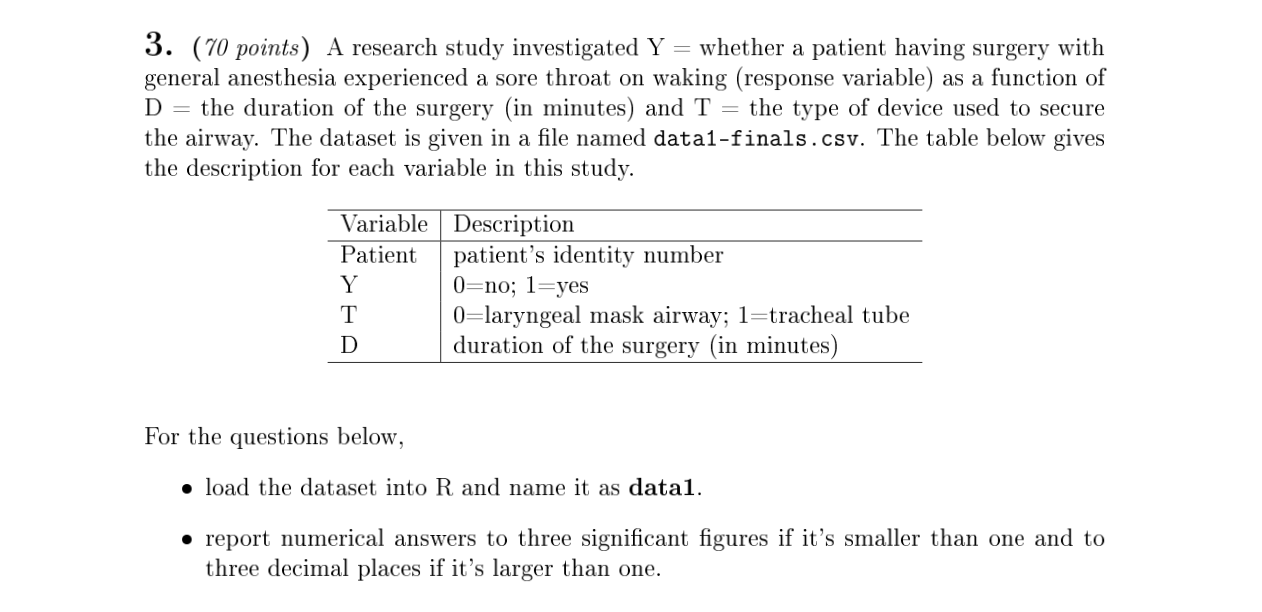 3. (70 points) A research study investigated Y = whether a patient having surgery with
general anesthesia experienced a sore throat on waking (response variable) as a function of
D = the duration of the surgery (in minutes) and T = the type of device used to secure
the airway. The dataset is given in a file named data1-finals.csv. The table below gives
the description for each variable in this study.
Variable Description
Patient patient's identity number
Y 0=no; 1=yes
T 0=laryngeal mask airway; 1=tracheal tube
D duration of the surgery (in minutes)
For the questions below,
• load the dataset into R and name it as data1.
• report numerical answers to three significant figures if it's smaller than one and to
three decimal places if it's larger than one.